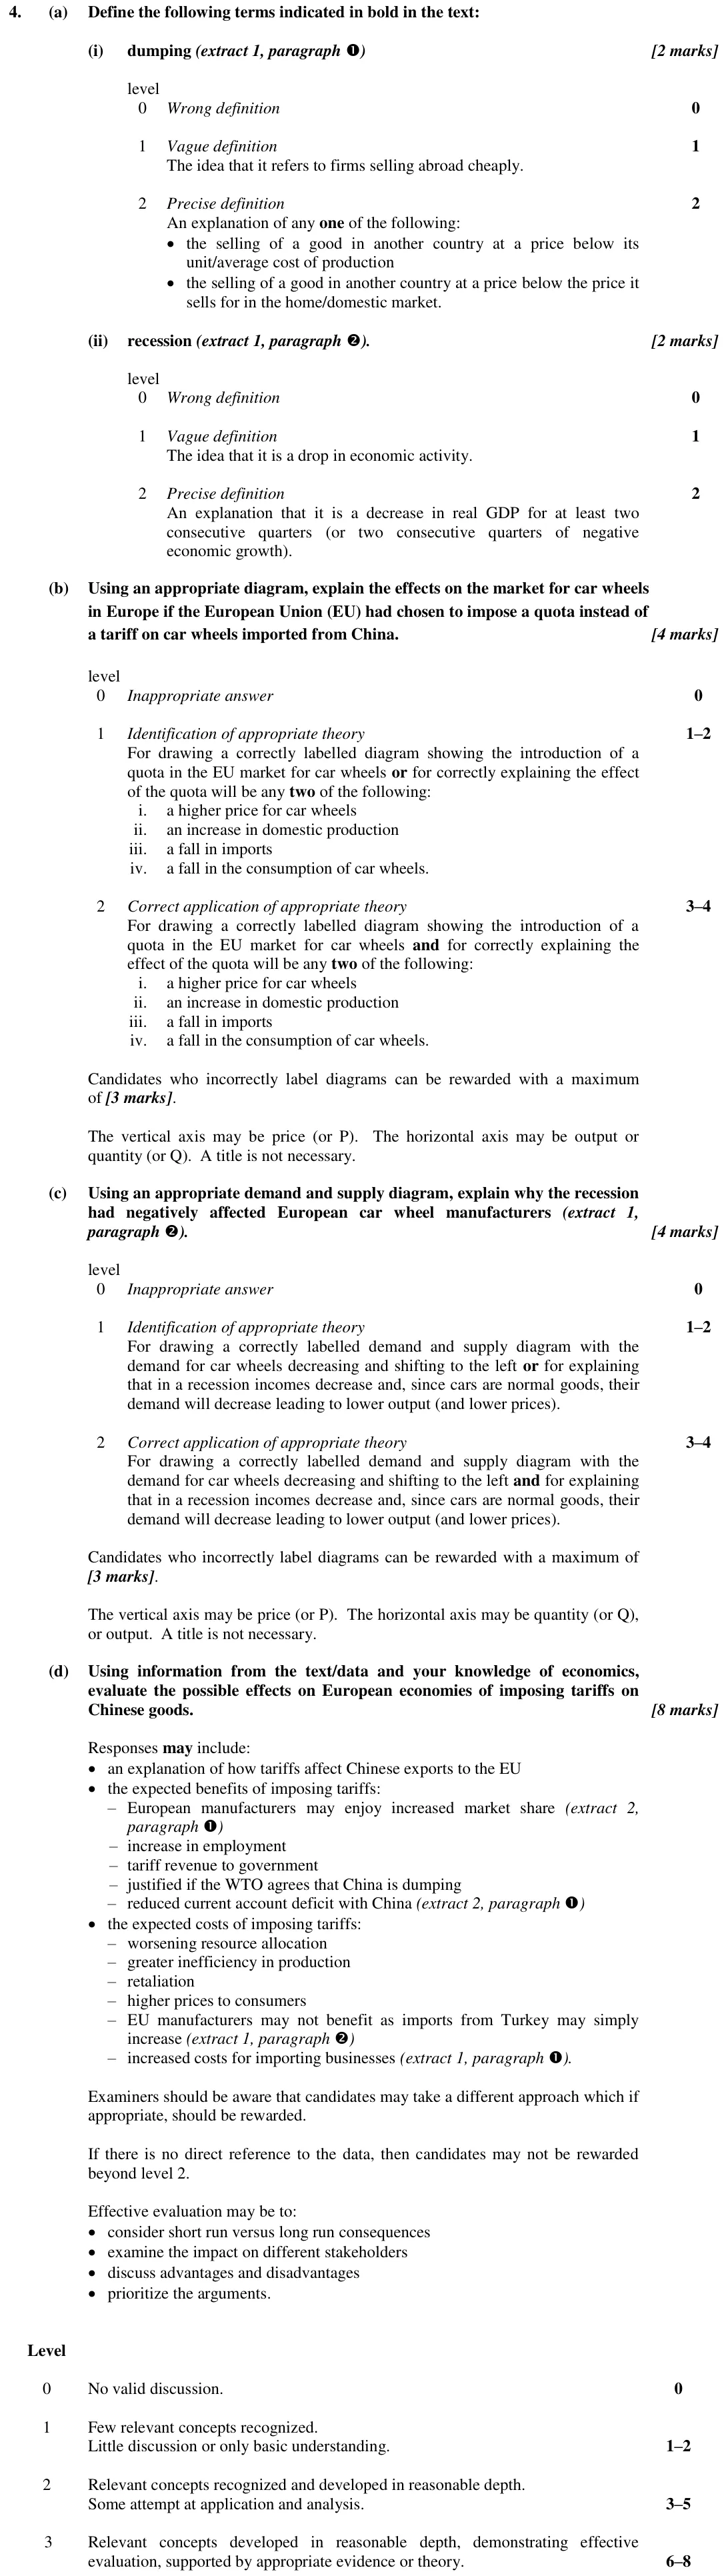 4. (a) Define the following terms indicated in bold in the text:
(i) dumping (extract 1, paragraph ❶) [2 marks]
level
0 Wrong definition 0
1 Vague definition 1
The idea that it refers to firms selling abroad cheaply.
2 Precise definition 2
An explanation of any one of the following:
• the selling of a good in another country at a price below its
unit/average cost of production
• the selling of a good in another country at a price below the price it
sells for in the home/domestic market.
(ii) recession (extract 1, paragraph ❷). [2 marks]
level
0 Wrong definition 0
1 Vague definition 1
The idea that it is a drop in economic activity.
2 Precise definition 2
An explanation that it is a decrease in real GDP for at least two
consecutive quarters (or two consecutive quarters of negative
economic growth).
(b) Using an appropriate diagram, explain the effects on the market for car wheels
in Europe if the European Union (EU) had chosen to impose a quota instead of
a tariff on car wheels imported from China. [4 marks]
level
0 Inappropriate answer 0
1 Identification of appropriate theory 1–2
For drawing a correctly labelled diagram showing the introduction of a
quota in the EU market for car wheels or for correctly explaining the effect
of the quota will be any two of the following:
i. a higher price for car wheels
ii. an increase in domestic production
iii. a fall in imports
iv. a fall in the consumption of car wheels.
2 Correct application of appropriate theory 3–4
For drawing a correctly labelled diagram showing the introduction of a
quota in the EU market for car wheels and for correctly explaining the
effect of the quota will be any two of the following:
i. a higher price for car wheels
ii. an increase in domestic production
iii. a fall in imports
iv. a fall in the consumption of car wheels.
Candidates who incorrectly label diagrams can be rewarded with a maximum
of [3 marks].
The vertical axis may be price (or P). The horizontal axis may be output or
quantity (or Q). A title is not necessary.
(c) Using an appropriate demand and supply diagram, explain why the recession
had negatively affected European car wheel manufacturers (extract 1,
paragraph ❷). [4 marks]
level
0 Inappropriate answer 0
1 Identification of appropriate theory 1–2
For drawing a correctly labelled demand and supply diagram with the
demand for car wheels decreasing and shifting to the left or for explaining
that in a recession incomes decrease and, since cars are normal goods, their
demand will decrease leading to lower output (and lower prices).
2 Correct application of appropriate theory 3–4
For drawing a correctly labelled demand and supply diagram with the
demand for car wheels decreasing and shifting to the left and for explaining
that in a recession incomes decrease and, since cars are normal goods, their
demand will decrease leading to lower output (and lower prices).
Candidates who incorrectly label diagrams can be rewarded with a maximum of
[3 marks].
The vertical axis may be price (or P). The horizontal axis may be quantity (or Q),
or output. A title is not necessary.
(d) Using information from the text/data and your knowledge of economics,
evaluate the possible effects on European economies of imposing tariffs on
Chinese goods. [8 marks]
Responses may include:
• an explanation of how tariffs affect Chinese exports to the EU
• the expected benefits of imposing tariffs:
– European manufacturers may enjoy increased market share (extract 2,
paragraph ❶)
– increase in employment
– tariff revenue to government
– justified if the WTO agrees that China is dumping
– reduced current account deficit with China (extract 2, paragraph ❶)
• the expected costs of imposing tariffs:
– worsening resource allocation
– greater inefficiency in production
– retaliation
– higher prices to consumers
– EU manufacturers may not benefit as imports from Turkey may simply
increase (extract 1, paragraph ❷)
– increased costs for importing businesses (extract 1, paragraph ❶).
Examiners should be aware that candidates may take a different approach which if
appropriate, should be rewarded.
If there is no direct reference to the data, then candidates may not be rewarded
beyond level 2.
Effective evaluation may be to:
• consider short run versus long run consequences
• examine the impact on different stakeholders
• discuss advantages and disadvantages
• prioritize the arguments.
Level
0 No valid discussion. 0
1 Few relevant concepts recognized.
Little discussion or only basic understanding. 1–2
2 Relevant concepts recognized and developed in reasonable depth.
Some attempt at application and analysis. 3–5
3 Relevant concepts developed in reasonable depth, demonstrating effective
evaluation, supported by appropriate evidence or theory. 6–8